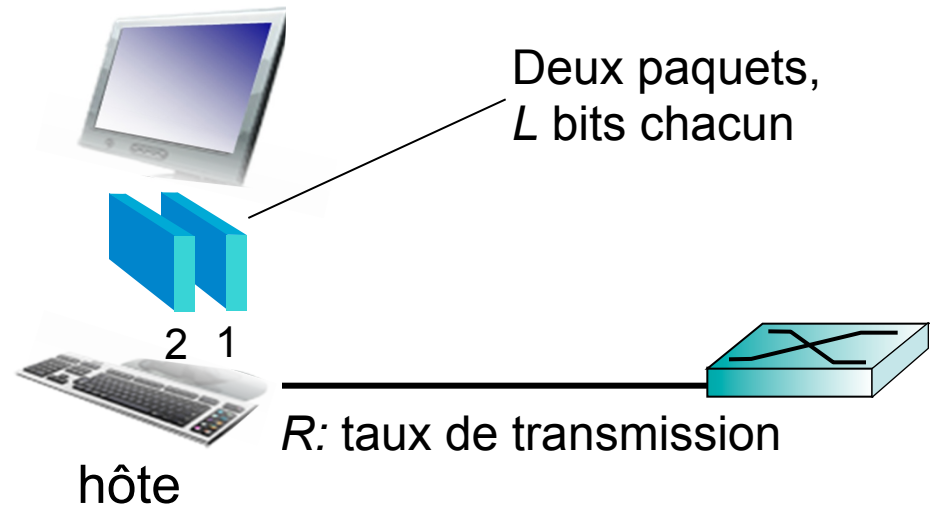 Deux paquets,
L bits chacun
2 1
R: taux de transmission
hôte